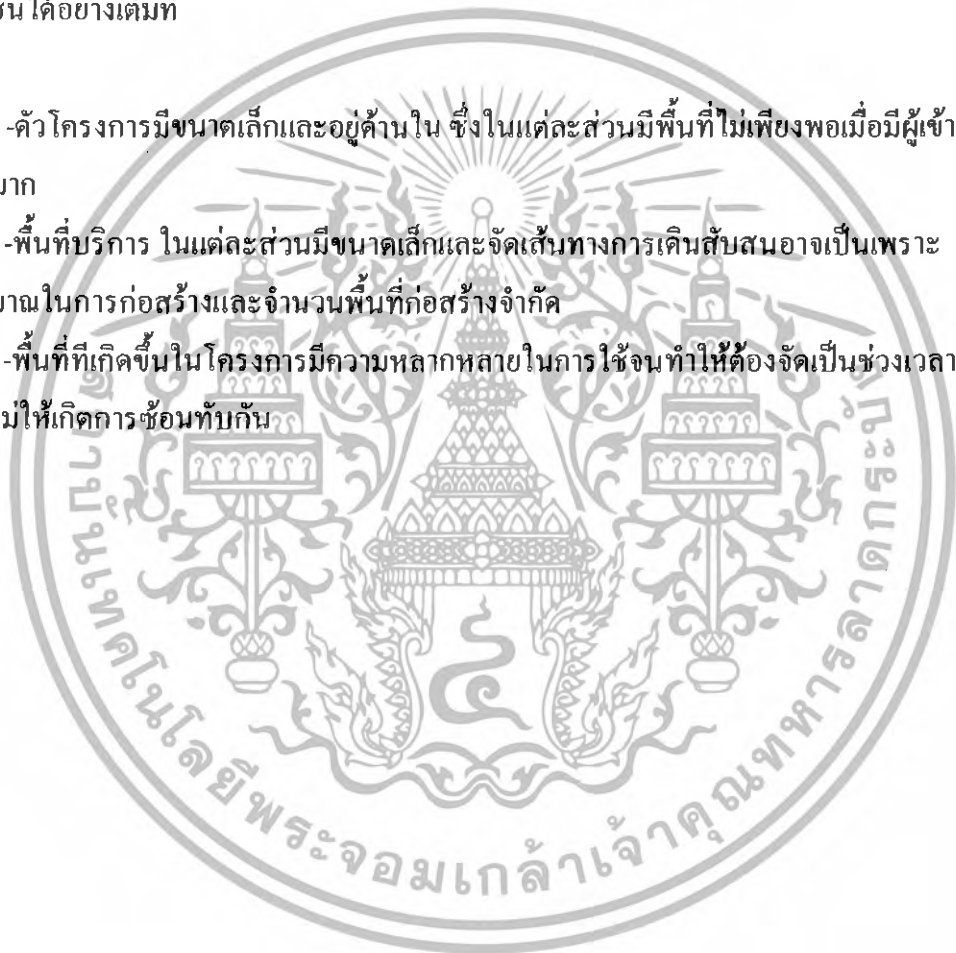 ได้อย่างเต็มที่
-ตัวโครงการมีขนาดเล็กและอยู่ด้านใน ซึ่งในแต่ละส่วนมีพื้นที่ไม่เพียงพอเมื่อมีผู้เข้า
มาก
-พื้นที่บริการ ในแต่ละส่วนมีขนาดเล็กและจัดเส้นทางการเดินสับสนอาจเป็นเพราะ
มาณในการก่อสร้างและจำนวนพื้นที่ก่อสร้างจำกัด
-พื้นที่ที่เกิดขึ้นในโครงการมีความหลากหลายในการใช้จนทำให้ต้องจัดเป็นช่วงเวลา
ม่ให้เกิดการซ้อนทับกัน
สถาบันเทคโนโลยีพระจอมเกล้าเจ้าคุณทหารลาดกระบัง
๔